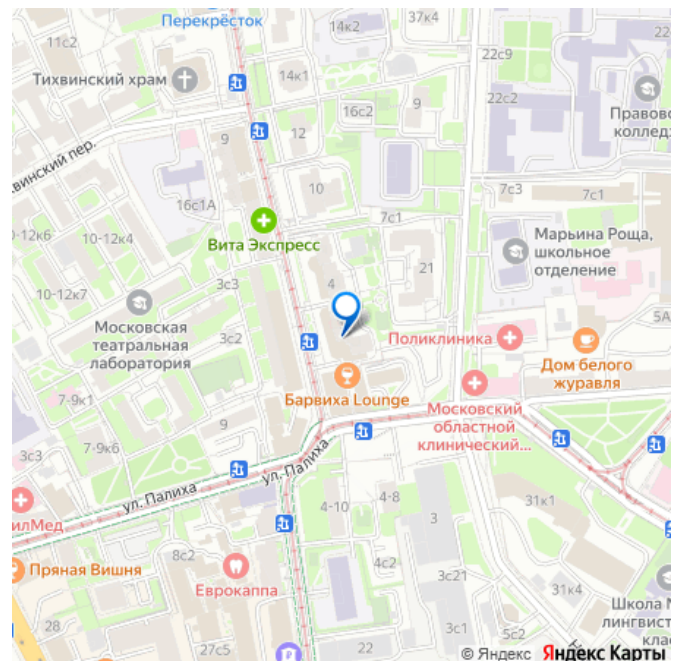 Перекрёсток
14к2
37к4
11с2
22
22с9
Тихвинский храм
14к1
22с2
16с2
9
Правово
коллед
9
12
винский пер.
10
7с3
7с1
16с1А
7с1
Вита Экспресс
Марьина Роща,
школьное
отделение
10-12к6
10-12к4
21
3с3
4
10-12к7
5А
Московская
театральная
лаборатория
3с2
Поликлиника
Дом белого
журавля
7-9к1
Барвиха Lounge
Московский
областной
клинический...
9
7-9к6
3с3
ул. Палиха
ул. Палиха
4-10
4-8
31к1
илМед
3
8с2
Пряная Вишня
Еврокаппа
4с2
3с21
31к4
Школа №
лингвист
клас
28
27с5
22
5с2
© Яндекс Яндекс Карты